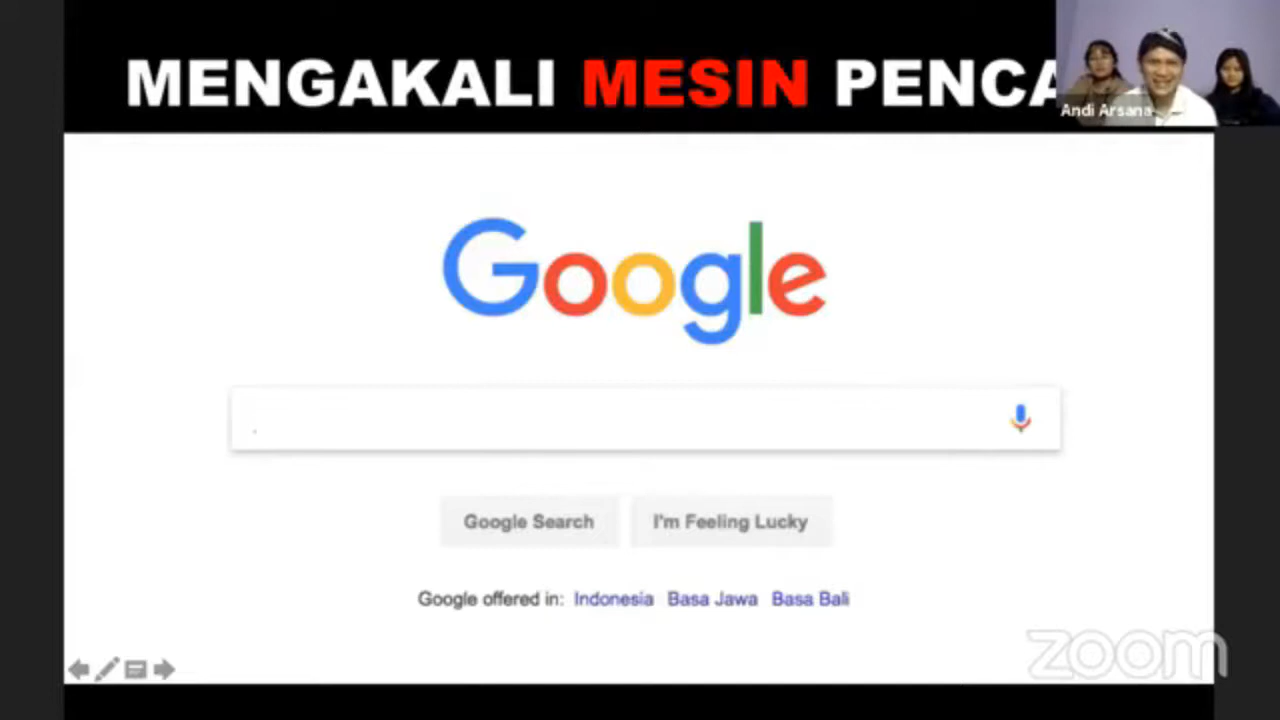 MENGAKALI MESIN PENCA
Andi Arsana
Google
Google Search
I'm Feeling Lucky
Google offered in: Indonesia Basa Jawa Basa Bali
zoom